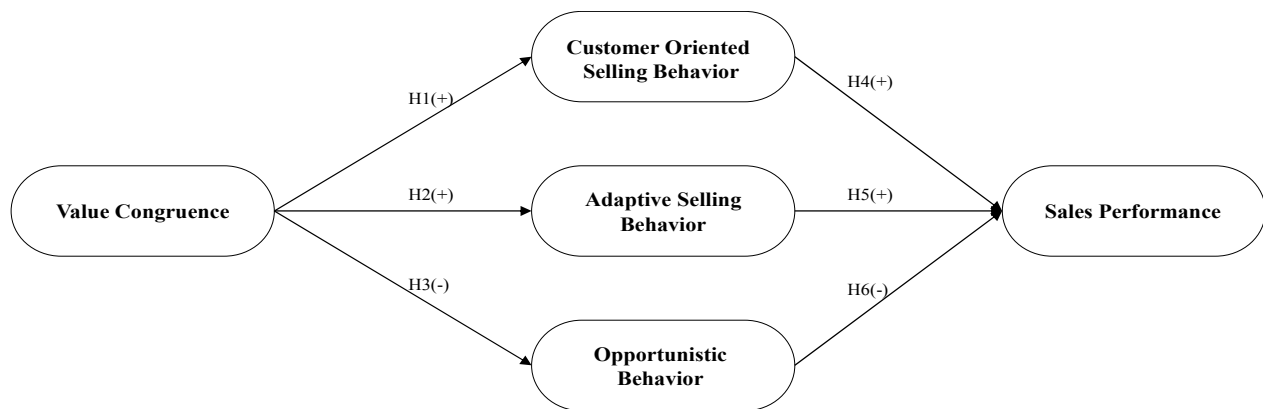 Customer Oriented
Selling Behavior
H1(+)
H4(+)
Value Congruence
H2(+)
Adaptive Selling
Behavior
H5(+)
Sales Performance
H3(-)
H6(-)
Opportunistic
Behavior